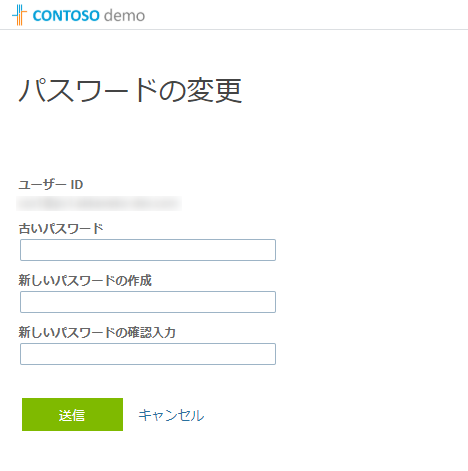 CONTOSO demo
パスワードの変更
ユーザー ID
古いパスワード
新しいパスワードの作成
新しいパスワードの確認入力
送信 キャンセル